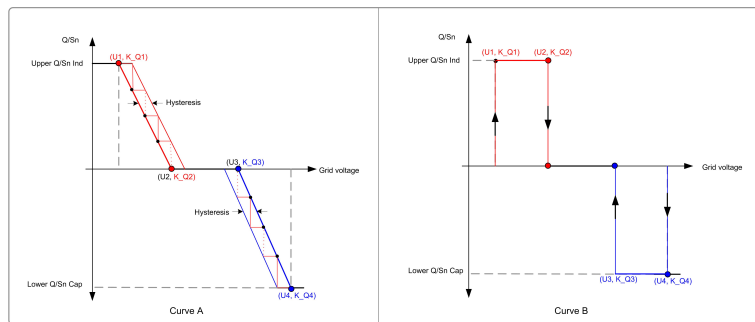 Q/Sn
(U1, K_Q1)
Upper Q/Sn Ind
Hysteresis
(U3, K_Q3)
Grid voltage
(U2, K_Q2)
Hysteresis
Lower Q/Sn Cap
(U4, K_Q4)
Curve A
Q/Sn
(U1, K_Q1)
(U2, K_Q2)
Upper Q/Sn Ind
Grid voltage
Lower Q/Sn Cap
(U3, K_Q3)
(U4, K_Q4)
Curve B